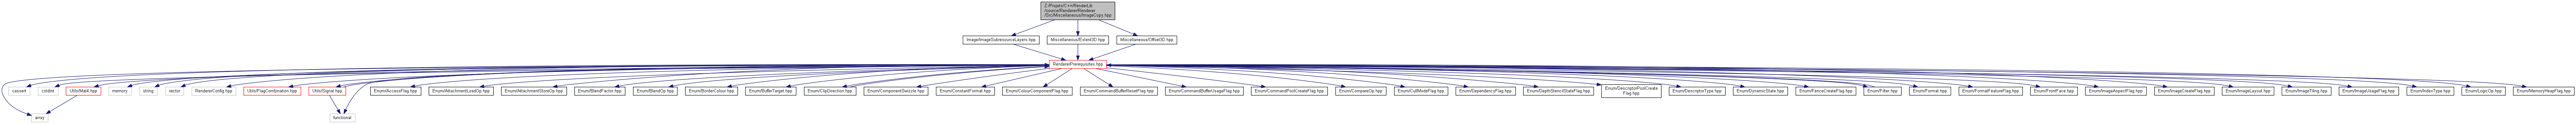 Z:/Projets/C++/RenderLib
/source/Renderer/Renderer
/Src/Miscellaneous/ImageCopy.hpp
Image/ImageSubresourceLayers.hpp
Miscellaneous/Extent3D.hpp
Miscellaneous/Offset3D.hpp
RendererPrerequisites.hpp
cassert
cstdint
Utils/Mat4.hpp
memory
string
vector
RendererConfig.hpp
Utils/FlagCombination.hpp
Utils/Signal.hpp
Enum/AccessFlag.hpp
Enum/AttachmentLoadOp.hpp
Enum/AttachmentStoreOp.hpp
Enum/BlendFactor.hpp
Enum/BlendOp.hpp
Enum/BorderColour.hpp
Enum/BufferTarget.hpp
Enum/ClipDirection.hpp
Enum/ComponentSwizzle.hpp
Enum/ConstantFormat.hpp
Enum/ColourComponentFlag.hpp
Enum/CommandBufferResetFlag.hpp
Enum/CommandBufferUsageFlag.hpp
Enum/CommandPoolCreateFlag.hpp
Enum/CompareOp.hpp
Enum/CullModeFlag.hpp
Enum/DependencyFlag.hpp
Enum/DepthStencilStateFlag.hpp
Enum/DescriptorPoolCreate
Flag.hpp
Enum/DescriptorType.hpp
Enum/DynamicState.hpp
Enum/FenceCreateFlag.hpp
Enum/Filter.hpp
Enum/Format.hpp
Enum/FormatFeatureFlag.hpp
Enum/FrontFace.hpp
Enum/ImageAspectFlag.hpp
Enum/ImageCreateFlag.hpp
Enum/ImageLayout.hpp
Enum/ImageTiling.hpp
Enum/ImageUsageFlag.hpp
Enum/IndexType.hpp
Enum/LogicOp.hpp
Enum/MemoryHeapFlag.hpp
array
functional